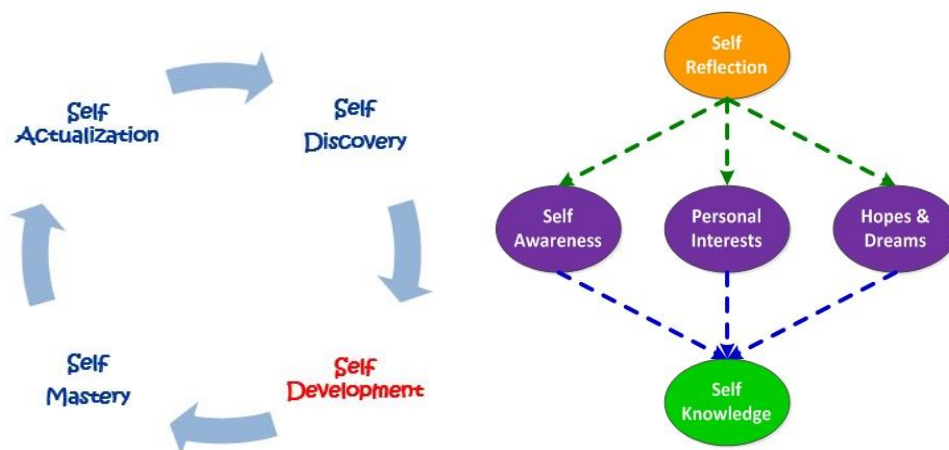 Self
Actualization
Self
Discovery
Self
Development
Self
Mastery
Self
Reflection
Self
Awareness
Personal
Interests
Hopes &
Dreams
Self
Knowledge